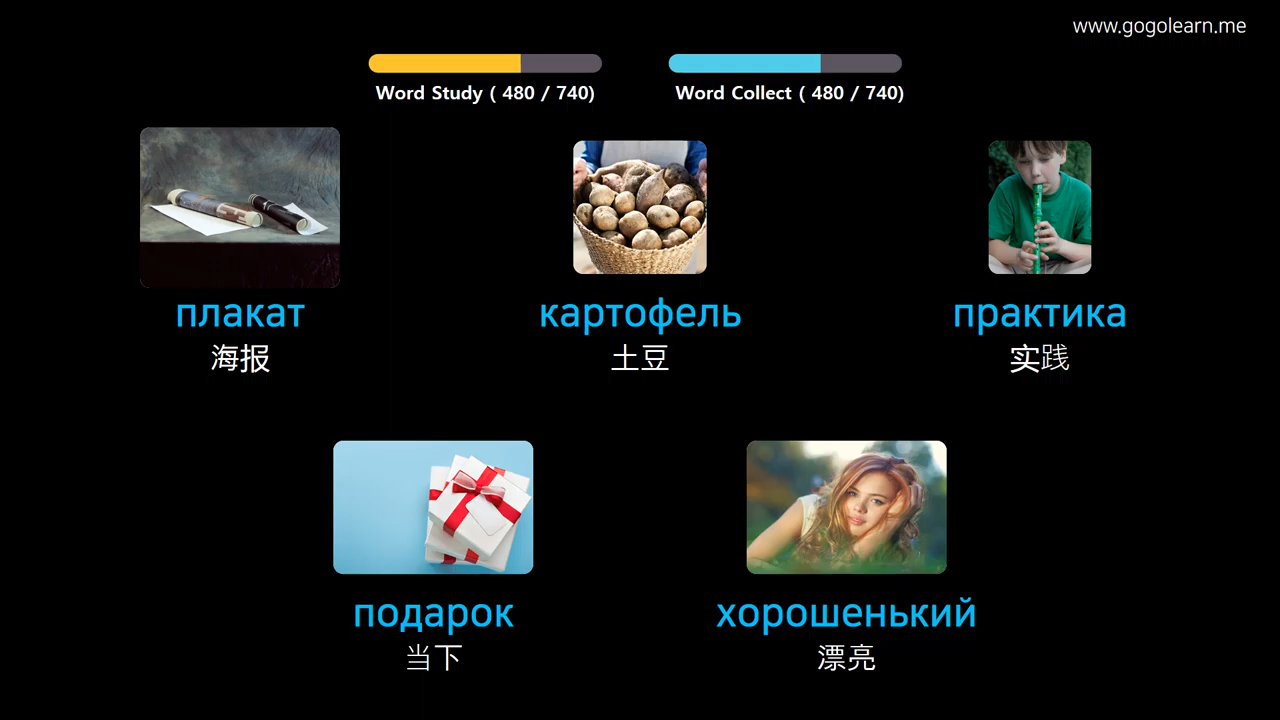 www.gogolearn.me
Word Study ( 480 / 740)
Word Collect ( 480 / 740)
плакат
海报
картофель
土豆
практика
实践
подарок
当下
хорошенький
漂亮